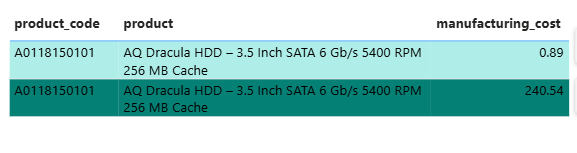 product_code product manufacturing_cost
A0118150101 AQ Dracula HDD – 3.5 Inch SATA 6 Gb/s 5400 RPM 0.89
256 MB Cache
A0118150101 AQ Dracula HDD – 3.5 Inch SATA 6 Gb/s 5400 RPM 240.54
256 MB Cache